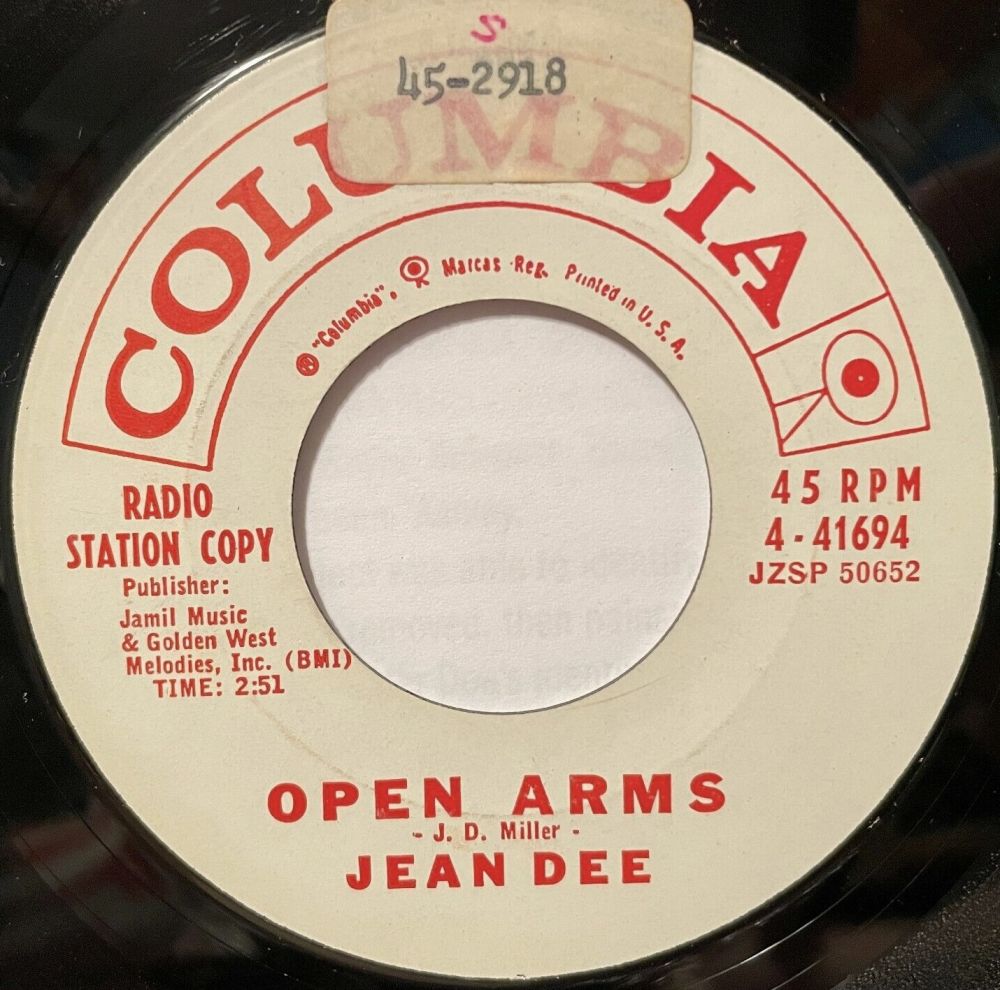 S
45-2918
COLUMBIA
® "Columbia", Marcas Reg. Printed in U. S. A.
RADIO
STATION COPY
Publisher:
Jamil Music
& Golden West
Melodies, Inc. (BMI)
TIME: 2:51
45 RPM
4-41694
JZSP 50652
OPEN ARMS
- J. D. Miller -
JEAN DEE